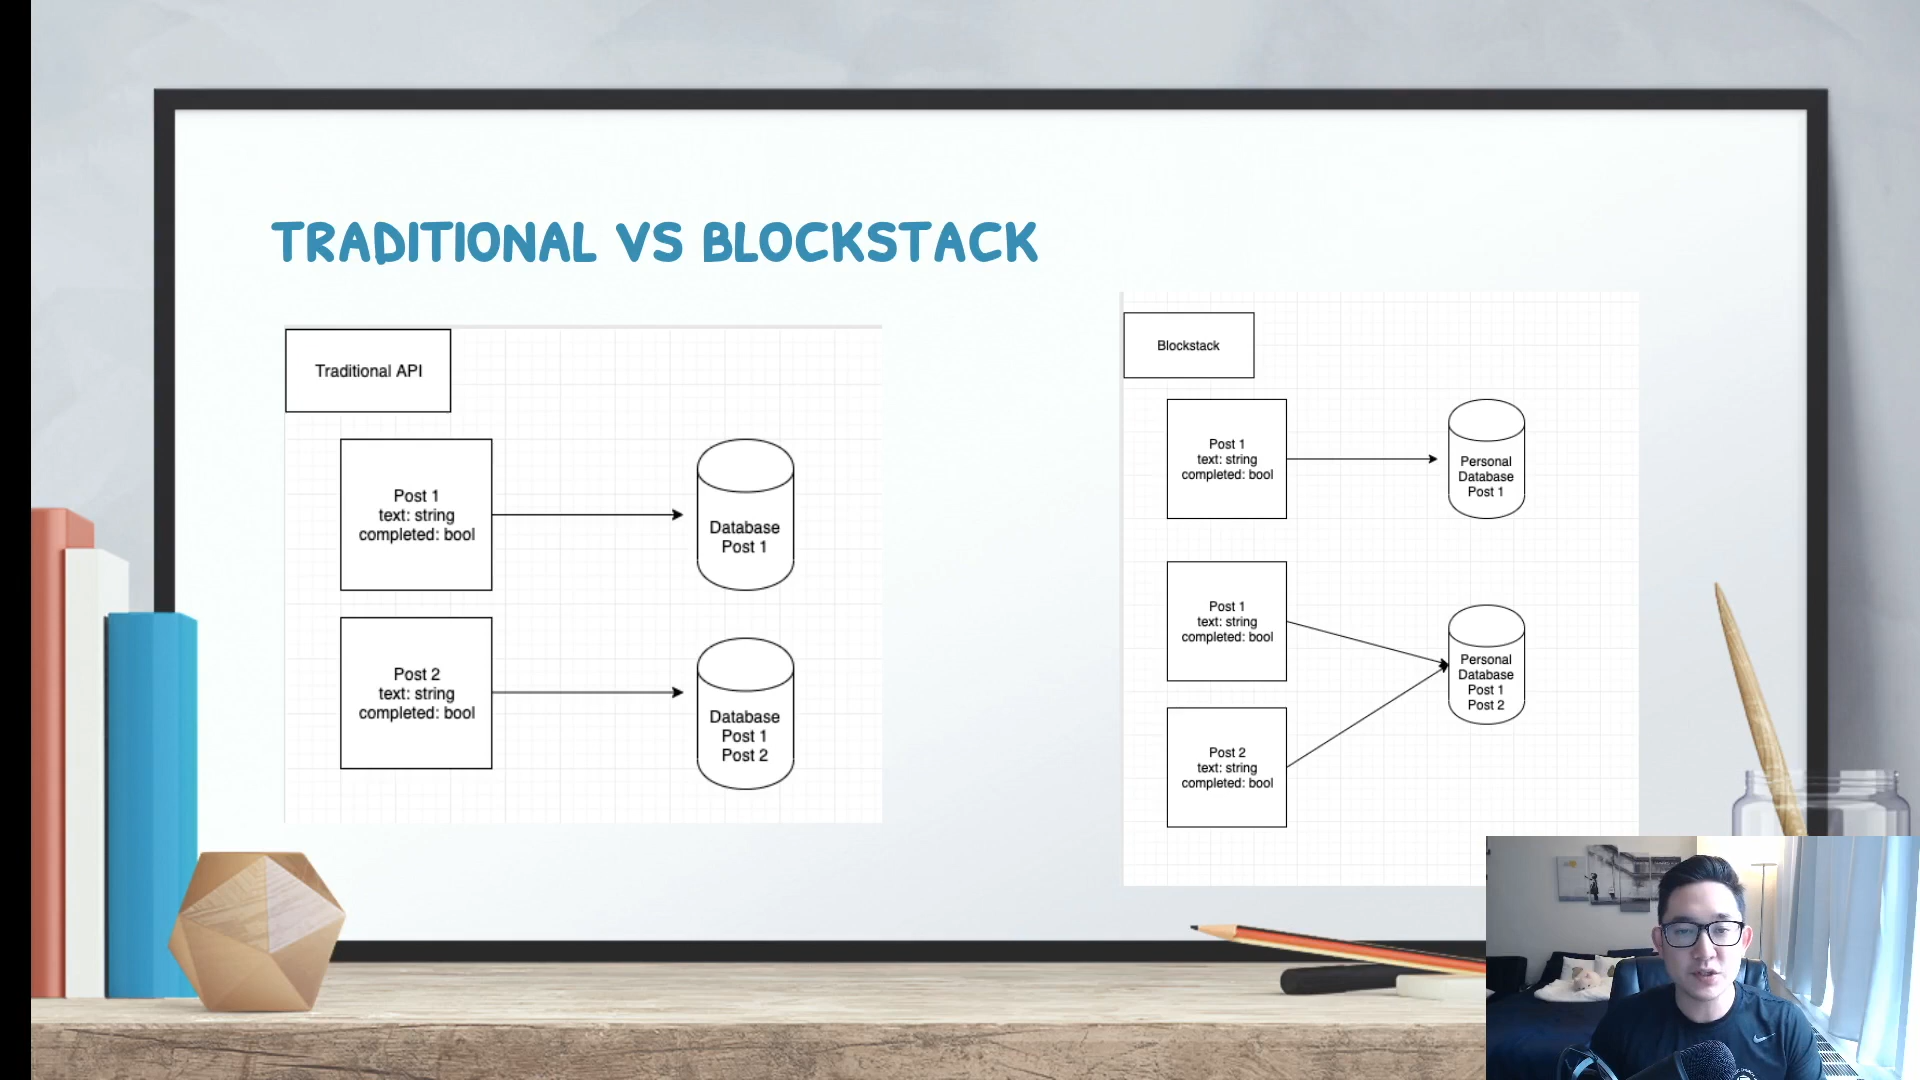 TRADITIONAL VS BLOCKSTACK
Traditional API
Post 1
text: string
completed: bool
Database
Post 1
Post 2
text: string
completed: bool
Database
Post 1
Post 2
Blockstack
Post 1
text: string
completed: bool
Personal
Database
Post 1
Post 1
text: string
completed: bool
Personal
Database
Post 1
Post 2
Post 2
text: string
completed: bool